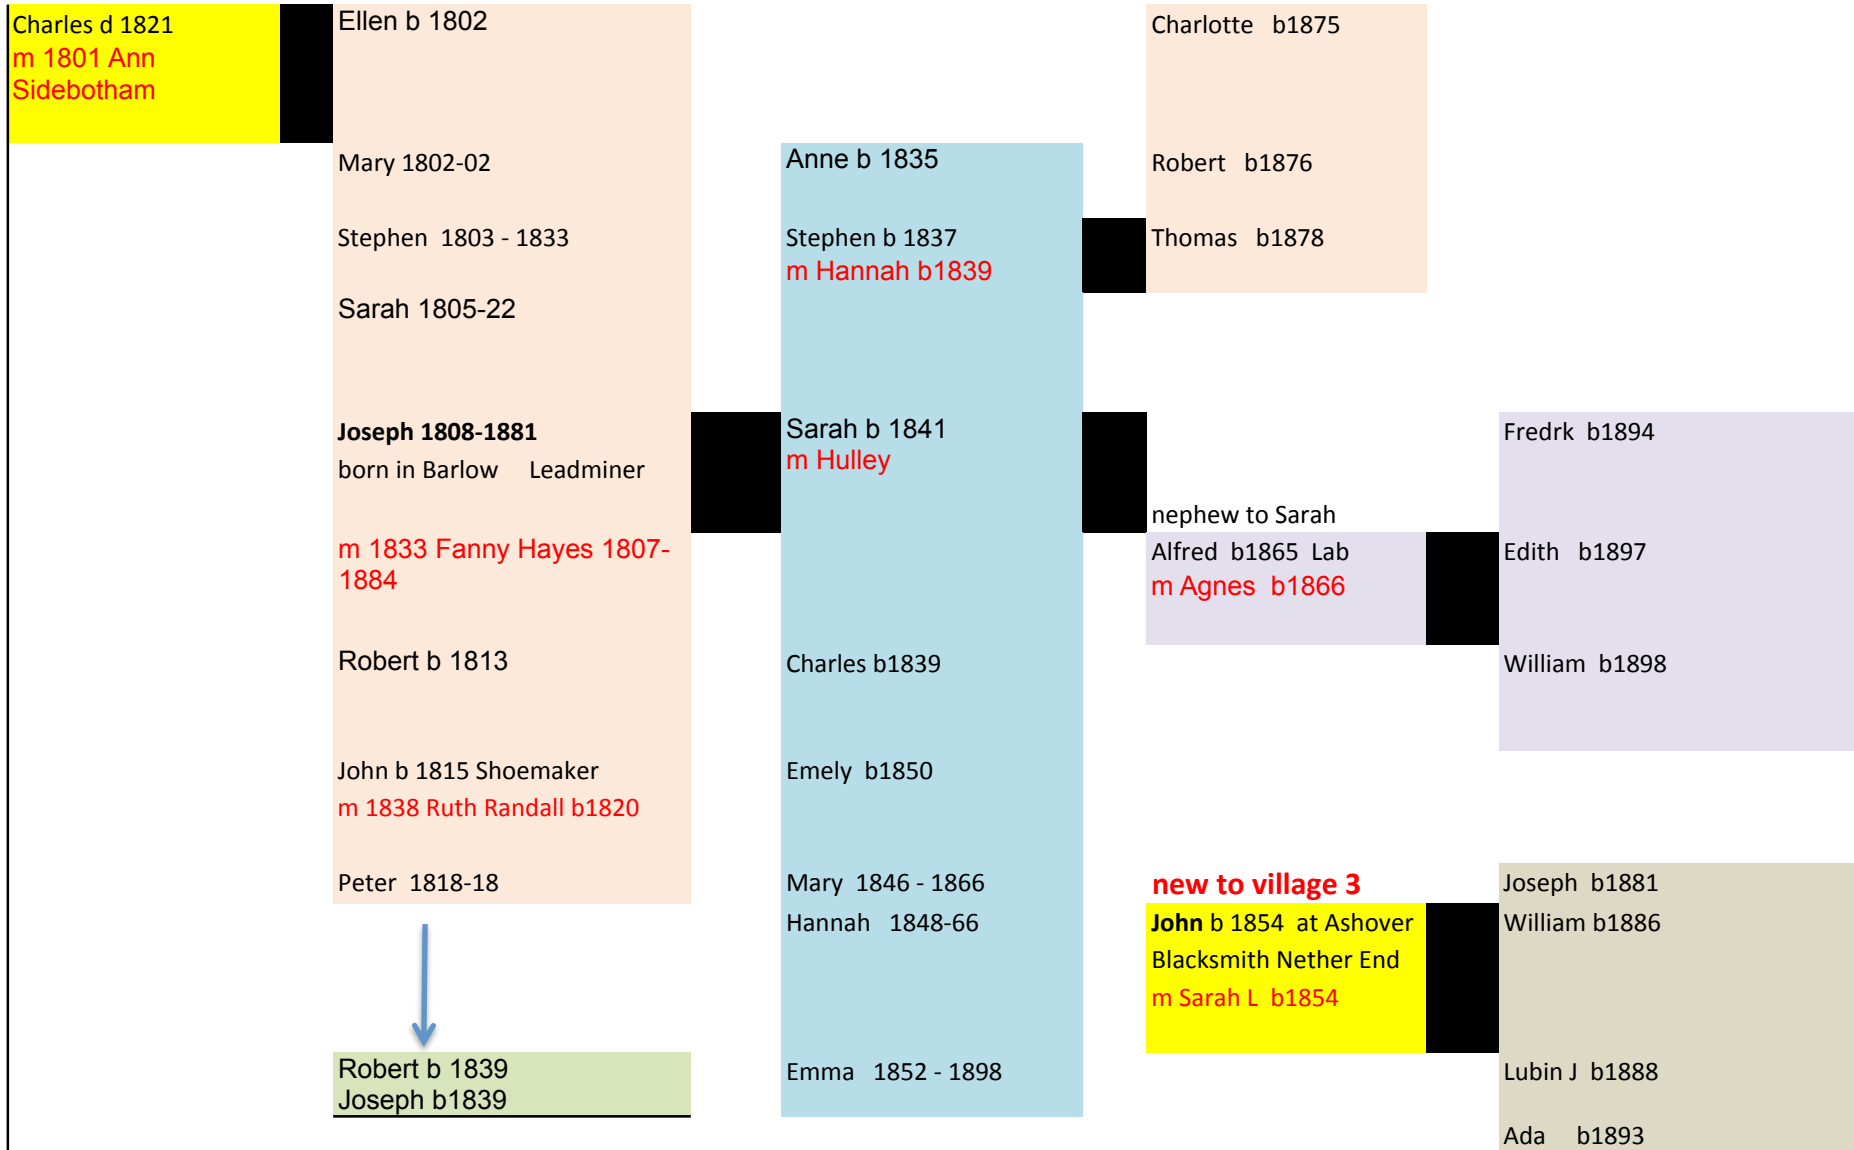 Charles d 1821
m 1801 Ann
Sidebotham
Ellen b 1802
Mary 1802-02
Stephen 1803 - 1833
Sarah 1805-22
Joseph 1808-1881
born in Barlow Leadminer
m 1833 Fanny Hayes 1807-
1884
Robert b 1813
John b 1815 Shoemaker
m 1838 Ruth Randall b1820
Peter 1818-18
Robert b 1839
Joseph b1839
Anne b 1835
Stephen b 1837
m Hannah b1839
Sarah b 1841
m Hulley
Charles b1839
Emely b1850
Mary 1846 - 1866
Hannah 1848-66
Emma 1852 - 1898
Charlotte b1875
Robert b1876
Thomas b1878
nephew to Sarah
Alfred b1865 Lab
m Agnes b1866
new to village 3
John b 1854 at Ashover
Blacksmith Nether End
m Sarah L b1854
Fredrk b1894
Edith b1897
William b1898
Joseph b1881
William b1886
Lubin J b1888
Ada b1893